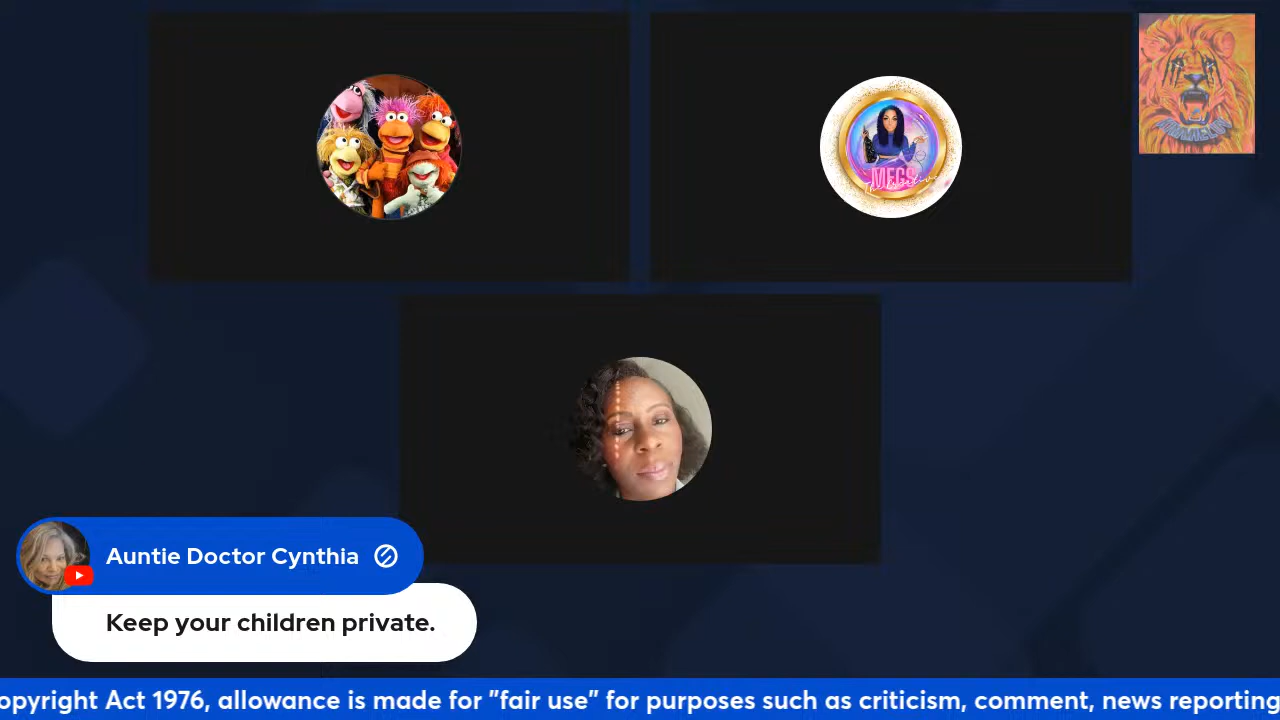 MEGS
Auntie Doctor Cynthia
Keep your children private.
opyright Act 1976, allowance is made for "fair use" for purposes such as criticism, comment, news reporting